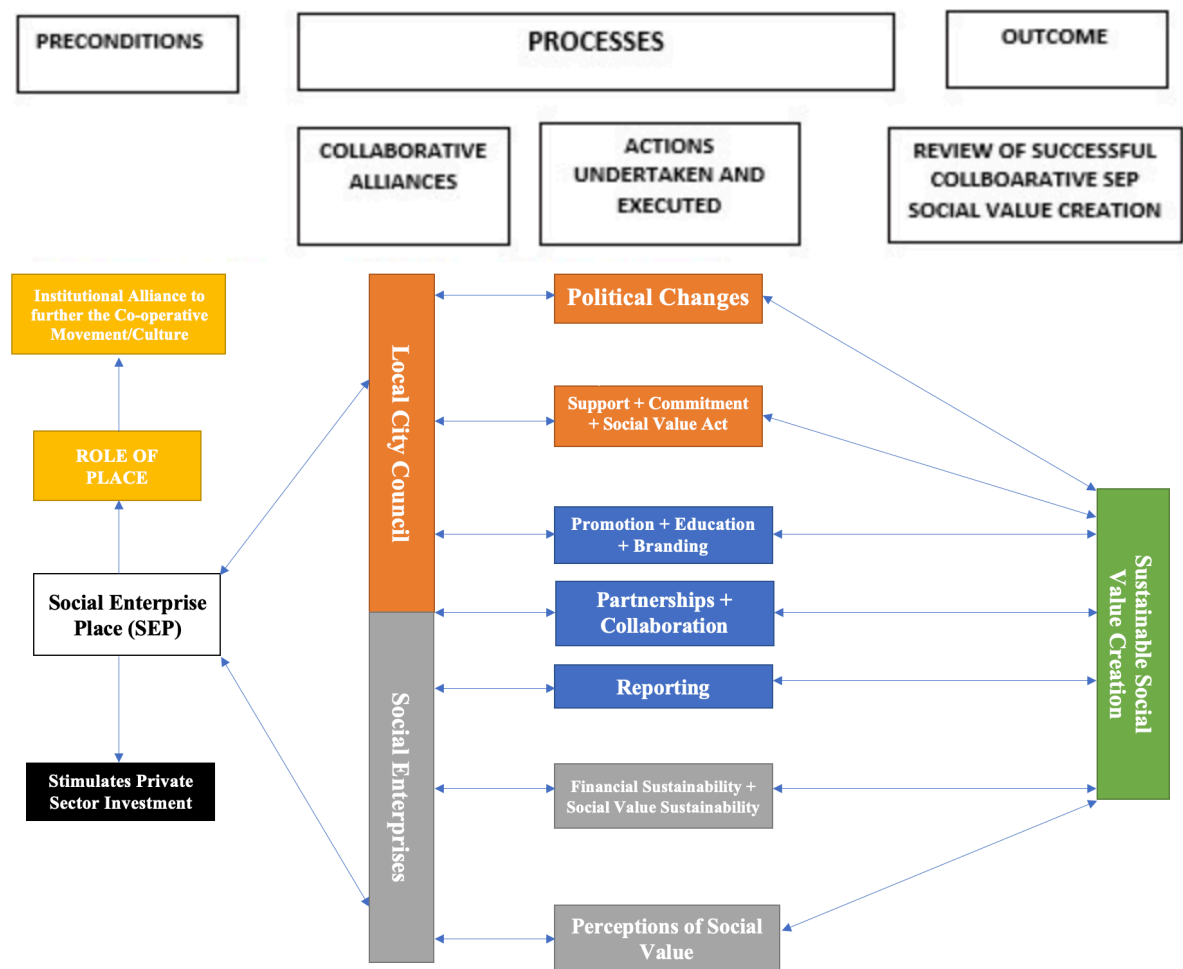 PRECONDITIONS
PROCESSES
OUTCOME
COLLABORATIVE
ALLIANCES
ACTIONS
UNDERTAKEN AND
EXECUTED
REVIEW OF SUCCESSFUL
COLLBOARATIVE SEP
SOCIAL VALUE CREATION
Institutional Alliance to
further the Co-operative
Movement/Culture
ROLE OF
PLACE
Social Enterprise
Place (SEP)
Stimulates Private
Sector Investment
Local City Council
Social Enterprises
Political Changes
Support + Commitment
+ Social Value Act
Promotion + Education
+ Branding
Partnerships +
Collaboration
Reporting
Financial Sustainability +
Social Value Sustainability
Perceptions of Social
Value
Sustainable Social
Value Creation